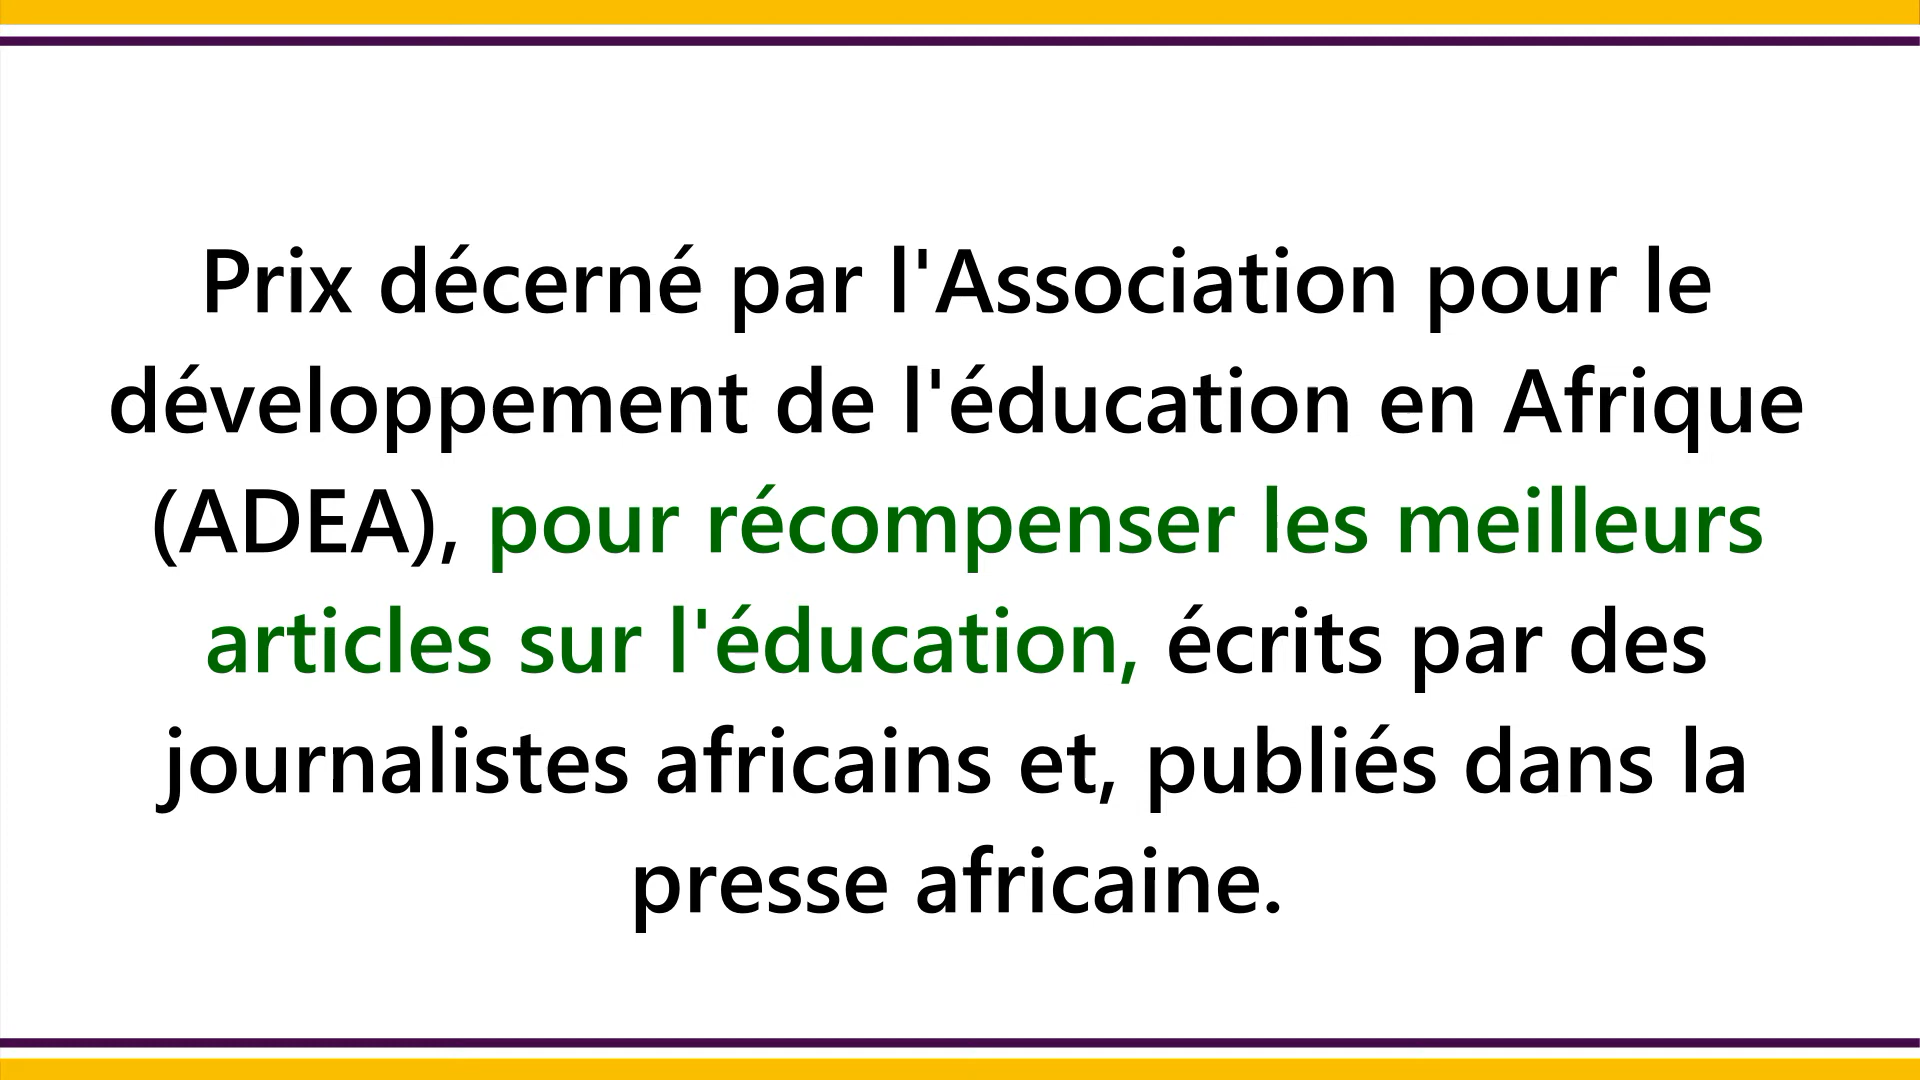 Prix décerné par l'Association pour le
développement de l'éducation en Afrique
(ADEA), pour récompenser les meilleurs
articles sur l'éducation, écrits par des
journalistes africains et, publiés dans la
presse africaine.